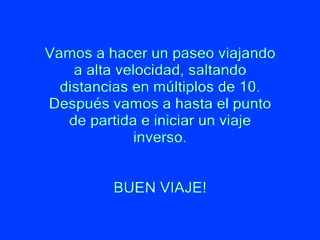 Vamos a hacer un paseo viajando
a alta velocidad, saltando
distancias en múltiplos de 10.
Después vamos a hasta el punto
de partida e iniciar un viaje
inverso.
BUEN VIAJE!